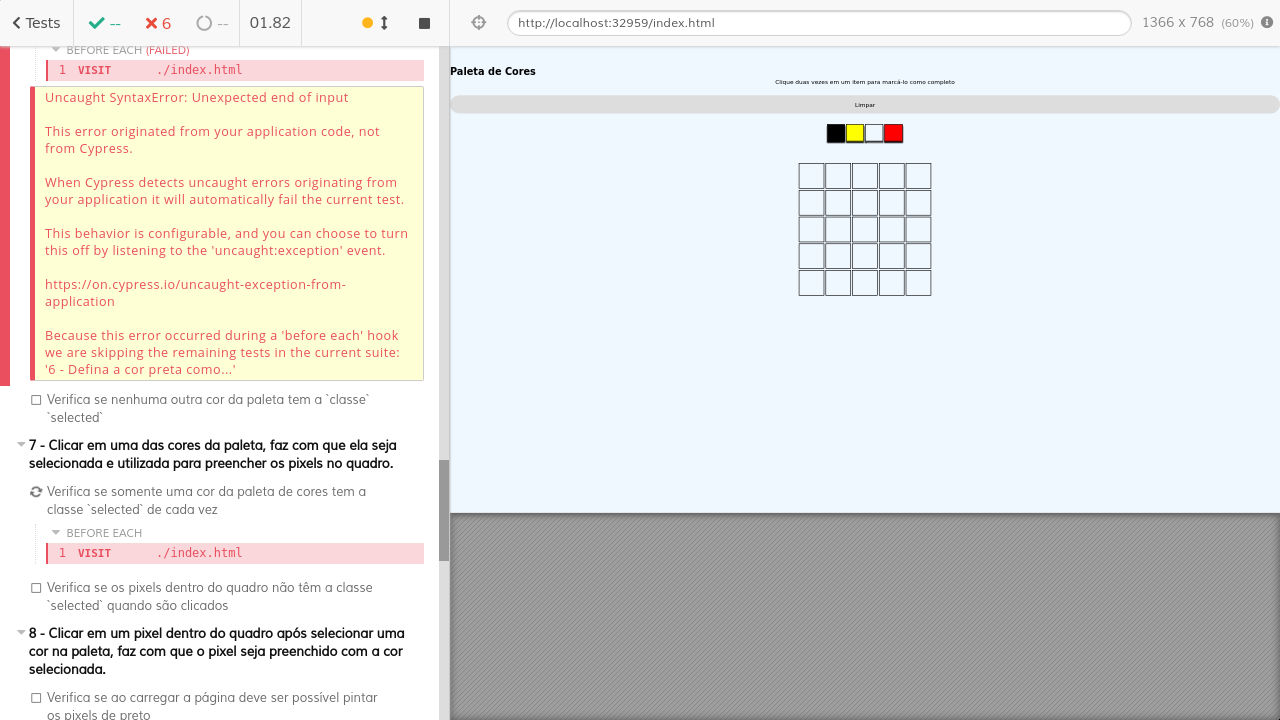 Tests
--
6
--
01.82
http://localhost:32959/index.html
1366 x 768 (60%)
BEFORE EACH (FAILED)
1 VISIT ./index.html
Uncaught SyntaxError: Unexpected end of input
This error originated from your application code, not
from Cypress.
When Cypress detects uncaught errors originating from
your application it will automatically fail the current test.
This behavior is configurable, and you can choose to turn
this off by listening to the 'uncaught:exception' event.
https://on.cypress.io/uncaught-exception-from-
application
Because this error occurred during a 'before each' hook
we are skipping the remaining tests in the current suite:
'6 - Defina a cor preta como...'
Verifica se nenhuma outra cor da paleta tem a `classe`
`selected`
7 - Clicar em uma das cores da paleta, faz com que ela seja
selecionada e utilizada para preencher os pixels no quadro.
Verifica se somente uma cor da paleta de cores tem a
classe `selected` de cada vez
BEFORE EACH
1 VISIT ./index.html
Verifica se os pixels dentro do quadro não têm a classe
`selected` quando são clicados
8 - Clicar em um pixel dentro do quadro após selecionar uma
cor na paleta, faz com que o pixel seja preenchido com a cor
selecionada.
Verifica se ao carregar a página deve ser possível pintar
os pixels de preto
Paleta de Cores
Clique duas vezes em um item para marcá-lo como completo
Limpar